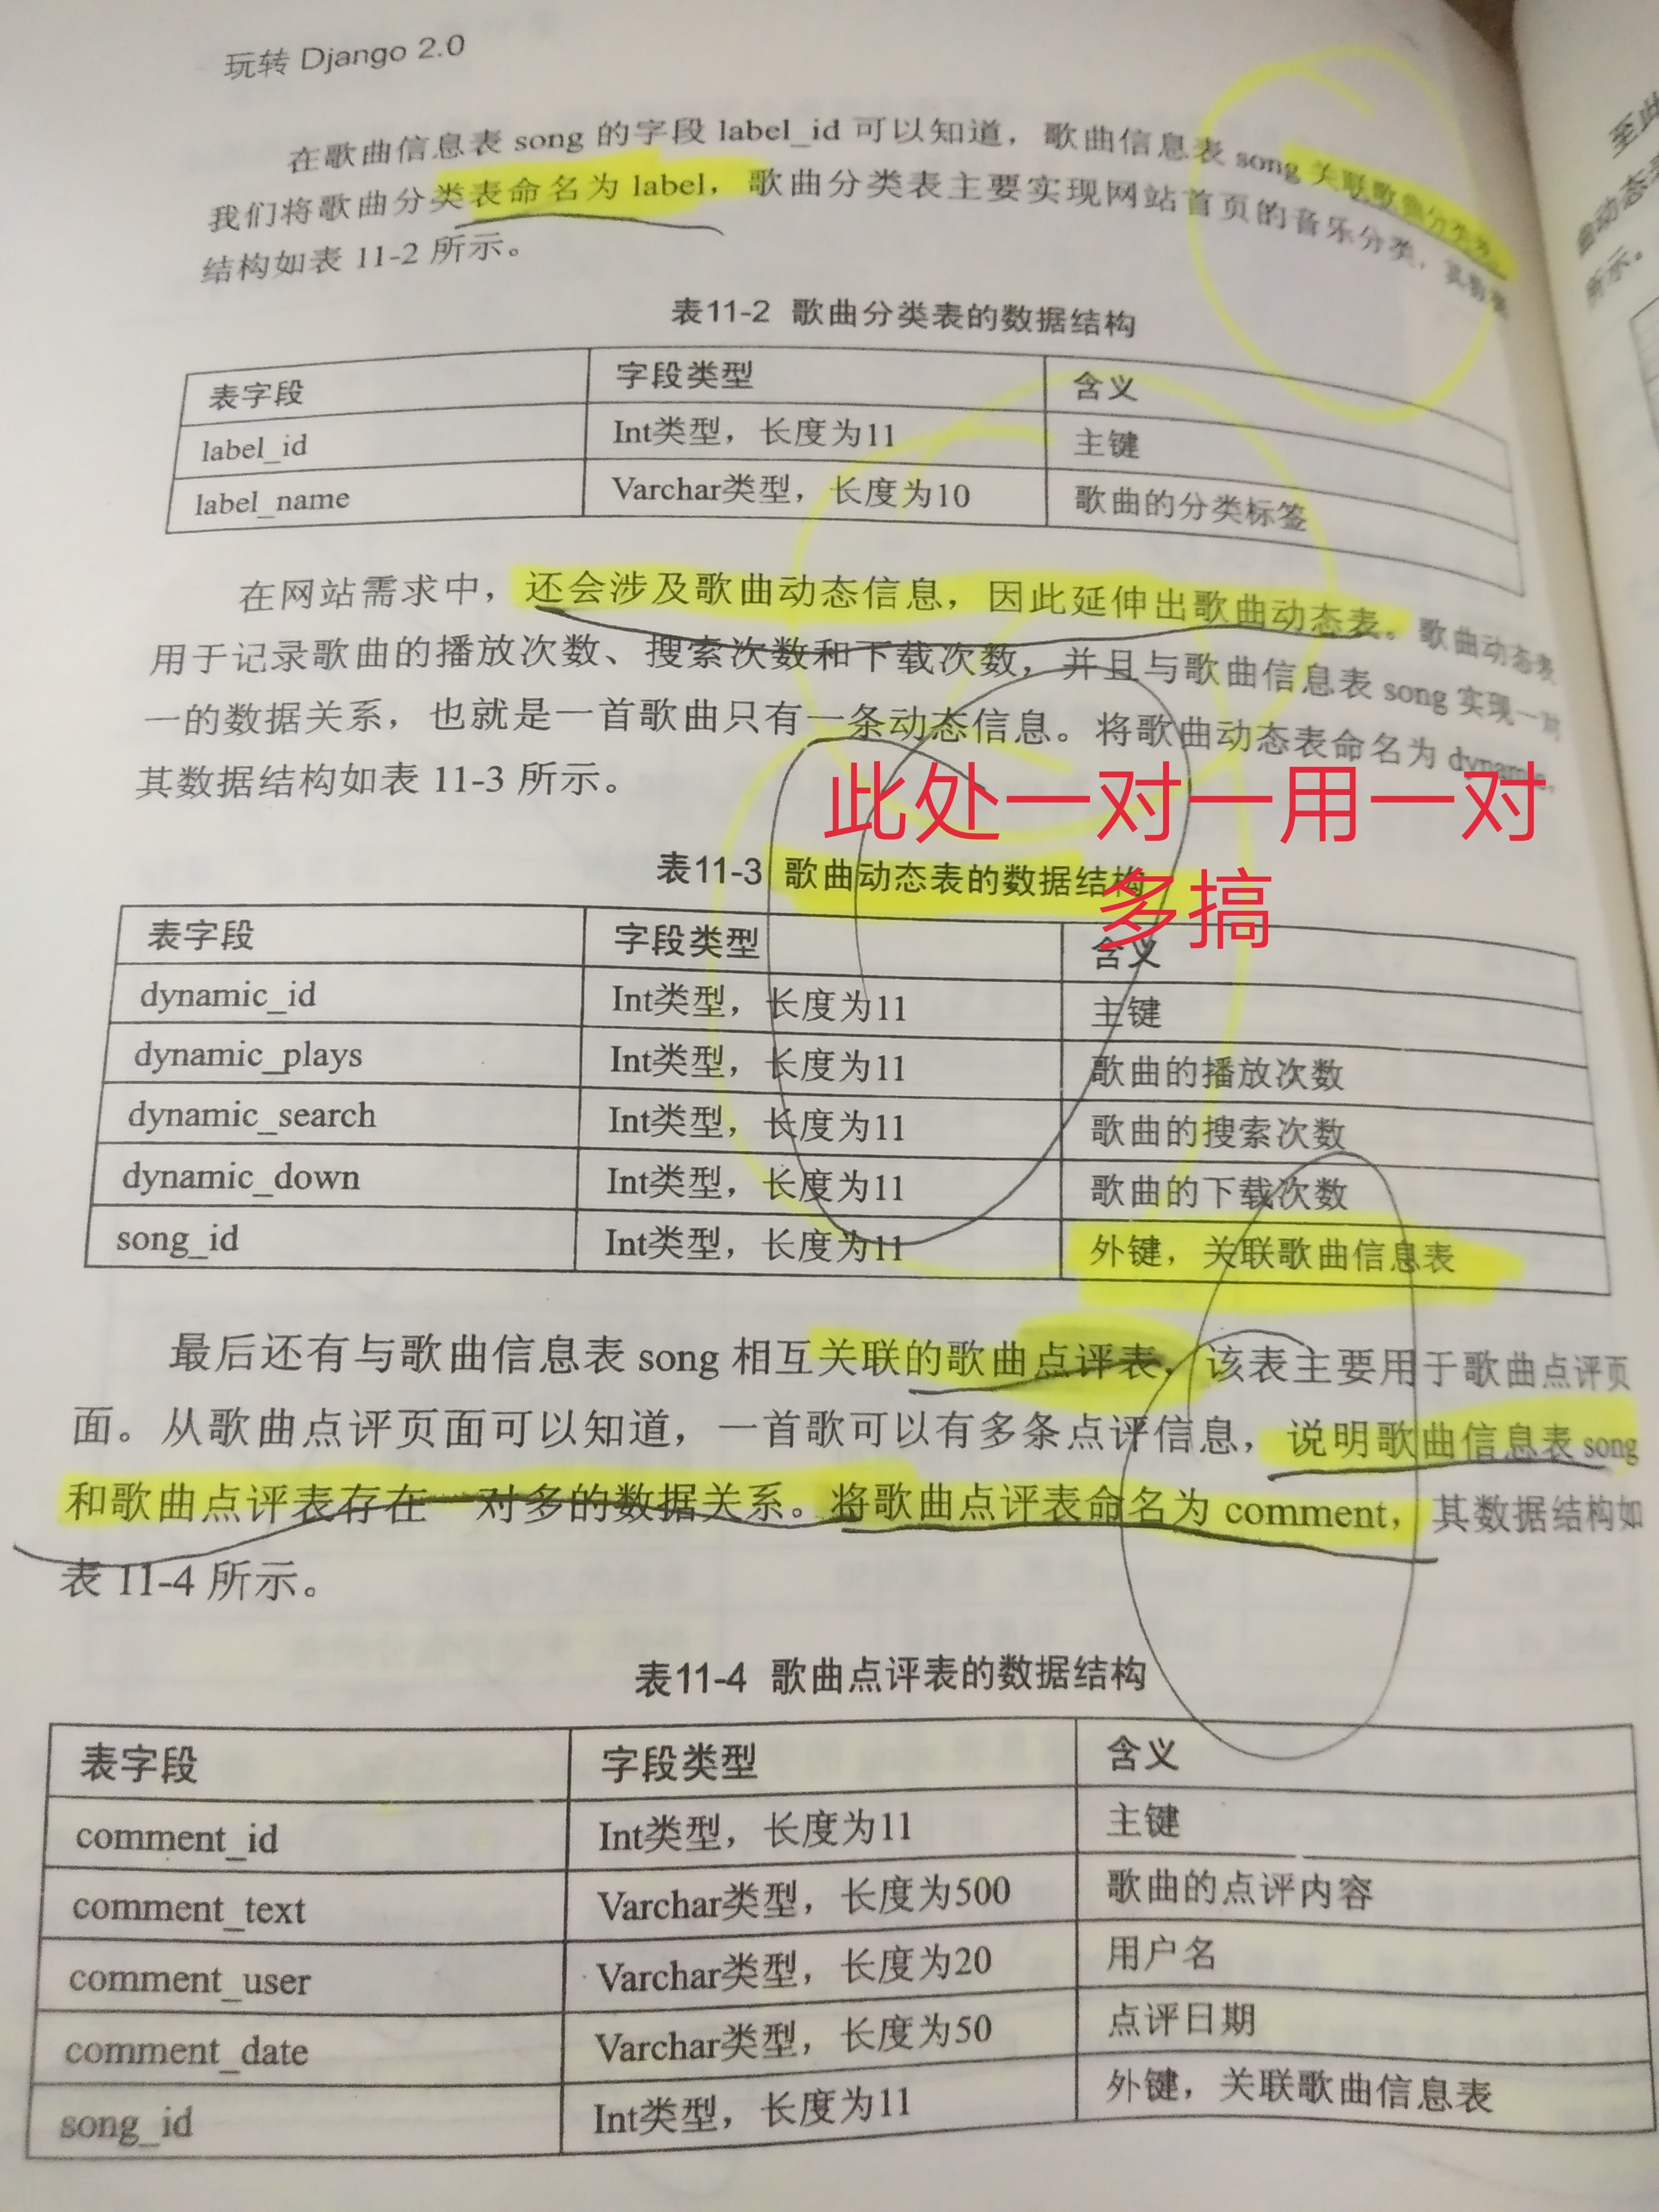 玩转 Django 2.0
在歌曲信息表 song 的字段 label_id 可以知道，歌曲信息表 song 关联歌曲分类表。
我们将歌曲分类表命名为 label，歌曲分类表主要实现网站首页的音乐分类，其数据
结构如表 11-2 所示。
表11-2 歌曲分类表的数据结构
表字段 字段类型 含义
label_id Int类型，长度为11 主键
label_name Varchar类型，长度为10 歌曲的分类标签
在网站需求中，还会涉及歌曲动态信息，因此延伸出歌曲动态表。歌曲动态表
用于记录歌曲的播放次数、搜索次数和下载次数，并且与歌曲信息表 song 实现一对
一的数据关系，也就是一首歌曲只有一条动态信息。将歌曲动态表命名为 dynamic，
其数据结构如表 11-3 所示。
此处一对一用一对
多搞
表11-3 歌曲动态表的数据结构
表字段 字段类型 含义
dynamic_id Int类型，长度为11 主键
dynamic_plays Int类型，长度为11 歌曲的播放次数
dynamic_search Int类型，长度为11 歌曲的搜索次数
dynamic_down Int类型，长度为11 歌曲的下载次数
song_id Int类型，长度为11 外键，关联歌曲信息表
最后还有与歌曲信息表 song 相互关联的歌曲点评表，该表主要用于歌曲点评页
面。从歌曲点评页面可以知道，一首歌可以有多条点评信息，说明歌曲信息表 song
和歌曲点评表存在一对多的数据关系。将歌曲点评表命名为 comment，其数据结构如
表 11-4 所示。
表11-4 歌曲点评表的数据结构
表字段 字段类型 含义
comment_id Int类型，长度为11 主键
comment_text Varchar类型，长度为500 歌曲的点评内容
comment_user Varchar类型，长度为20 用户名
comment_date Varchar类型，长度为50 点评日期
song_id Int类型，长度为11 外键，关联歌曲信息表
至此
曲动态表
所示。